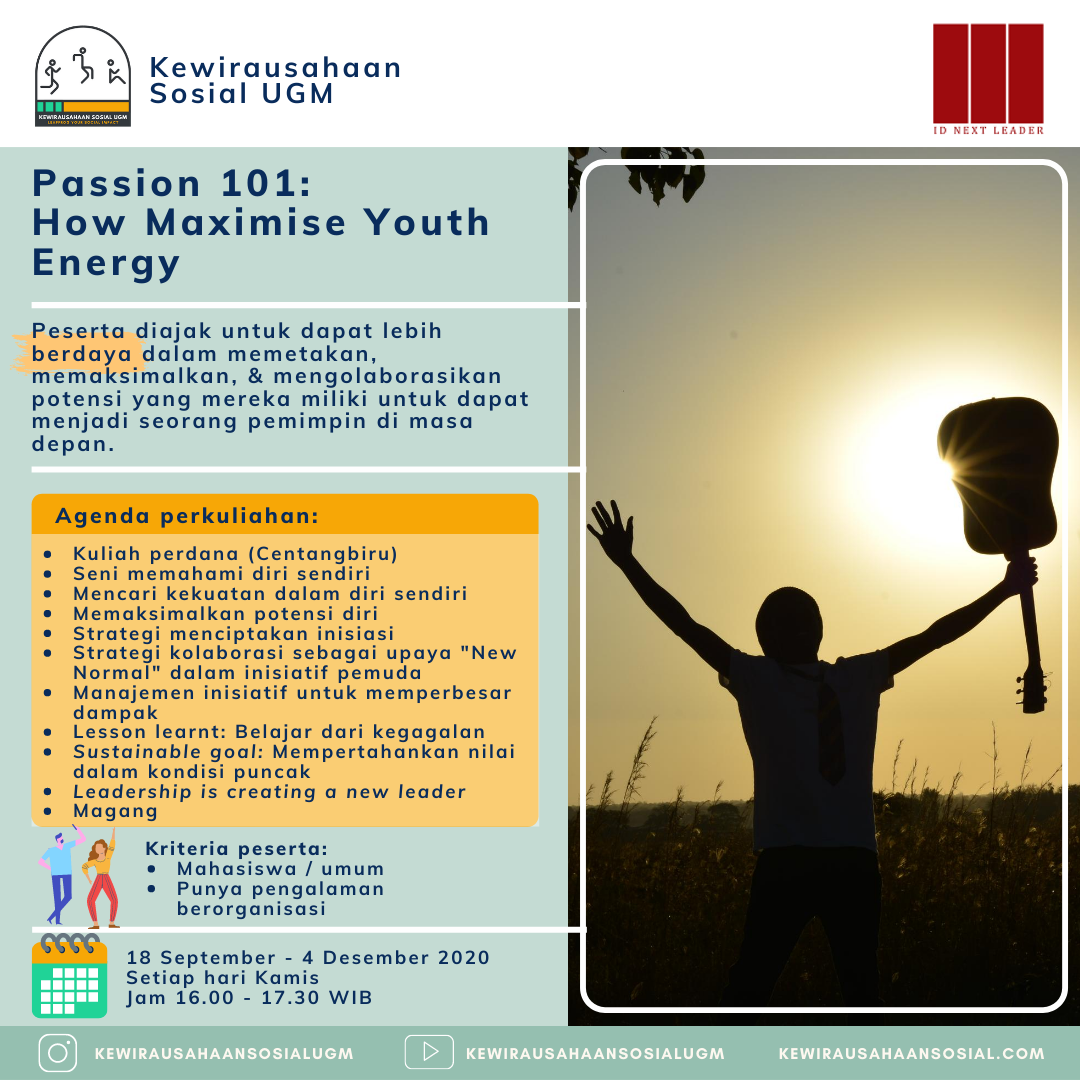 Kewirausahaan
Sosial UGM
KEWIRAUSAHAAN SOSIAL UGM
LEAPFROG YOUR SOCIAL IMPACT
ID NEXT LEADER
Passion 101:
How Maximise Youth
Energy
Peserta diajak untuk dapat lebih
berdaya dalam memetakan,
memaksimalkan, & mengolaborasikan
potensi yang mereka miliki untuk dapat
menjadi seorang pemimpin di masa
depan.
Agenda perkuliahan:
• Kuliah perdana (Centangbiru)
• Seni memahami diri sendiri
• Mencari kekuatan dalam diri sendiri
• Memaksimalkan potensi diri
• Strategi menciptakan inisiasi
• Strategi kolaborasi sebagai upaya "New
Normal" dalam inisiatif pemuda
• Manajemen inisiatif untuk memperbesar
dampak
• Lesson learnt: Belajar dari kegagalan
• Sustainable goal: Mempertahankan nilai
dalam kondisi puncak
• Leadership is creating a new leader
• Magang
Kriteria peserta:
• Mahasiswa / umum
• Punya pengalaman
berorganisasi
18 September - 4 Desember 2020
Setiap hari Kamis
Jam 16.00 - 17.30 WIB
KEWIRAUSAHAANSOSIALUGM
KEWIRAUSAHAANSOSIALUGM
KEWIRAUSAHAANSOSIAL.COM